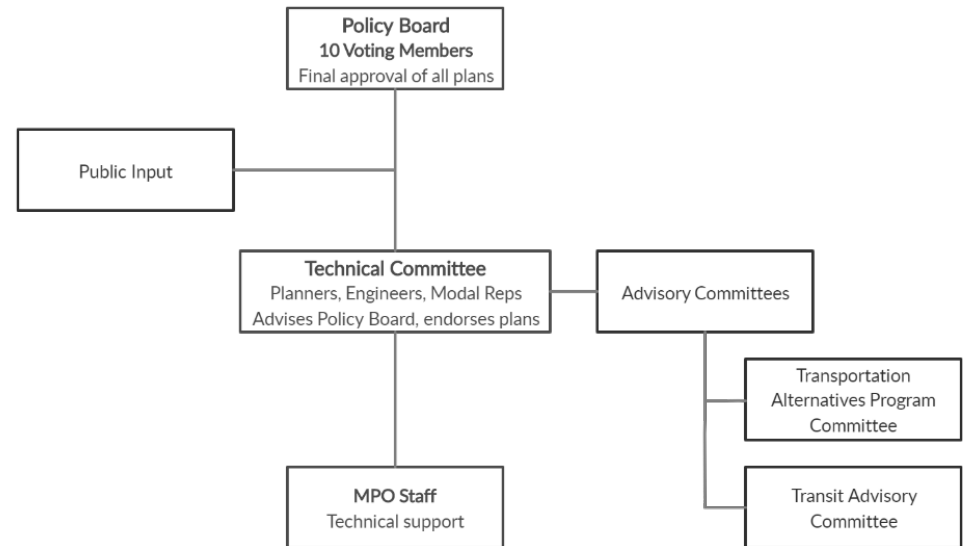 Policy Board
10 Voting Members
Final approval of all plans
Public Input
Technical Committee
Planners, Engineers, Modal Reps
Advises Policy Board, endorses plans
Advisory Committees
Transportation
Alternatives Program
Committee
MPO Staff
Technical support
Transit Advisory
Committee